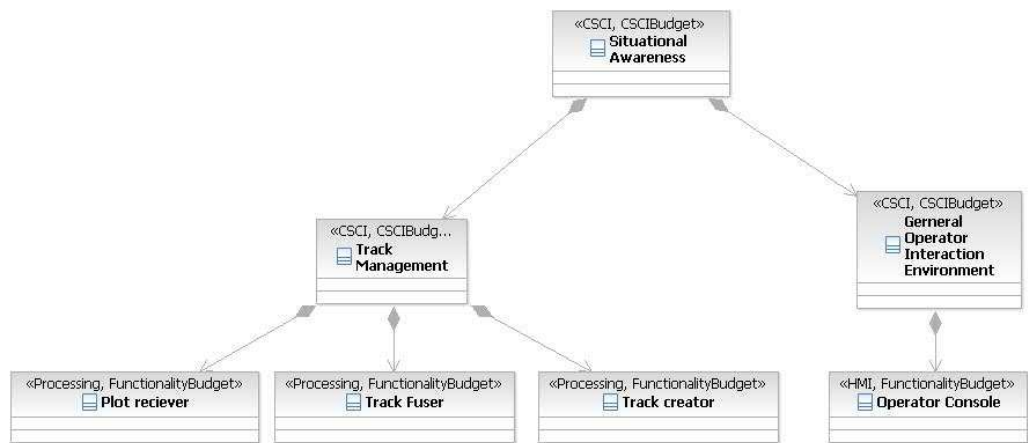 «CSCI, CSCIBudget»
Situational
Awareness
«CSCI, CSCIBudg...
Track
Management
«CSCI, CSCIBudget»
Gerneral
Operator
Interaction
Environment
«Processing, FunctionalityBudget»
Plot reciever
«Processing, FunctionalityBudget»
Track Fuser
«Processing, FunctionalityBudget»
Track creator
«HMI, FunctionalityBudget»
Operator Console